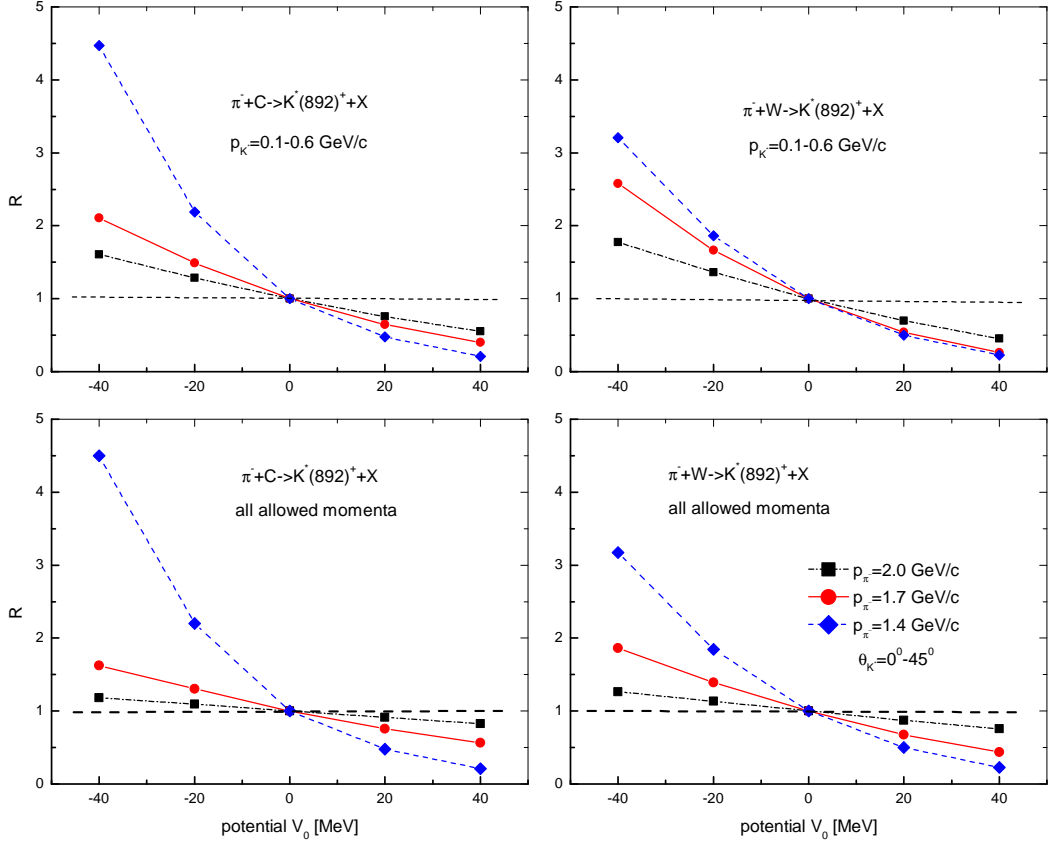 5
4
3
2
1
0
R
-40 -20 0 20 40
π⁻+C->K*(892)⁺+X
p_K*=0.1-0.6 GeV/c
5
4
3
2
1
0
-40 -20 0 20 40
π⁻+W->K*(892)⁺+X
p_K*=0.1-0.6 GeV/c
5
4
3
2
1
0
R
-40 -20 0 20 40
potential V₀ [MeV]
π⁻+C->K*(892)⁺+X
all allowed momenta
5
4
3
2
1
0
-40 -20 0 20 40
potential V₀ [MeV]
π⁻+W->K*(892)⁺+X
all allowed momenta
p_π⁻=2.0 GeV/c
p_π⁻=1.7 GeV/c
p_π⁻=1.4 GeV/c
θ_K*=0⁰-45⁰